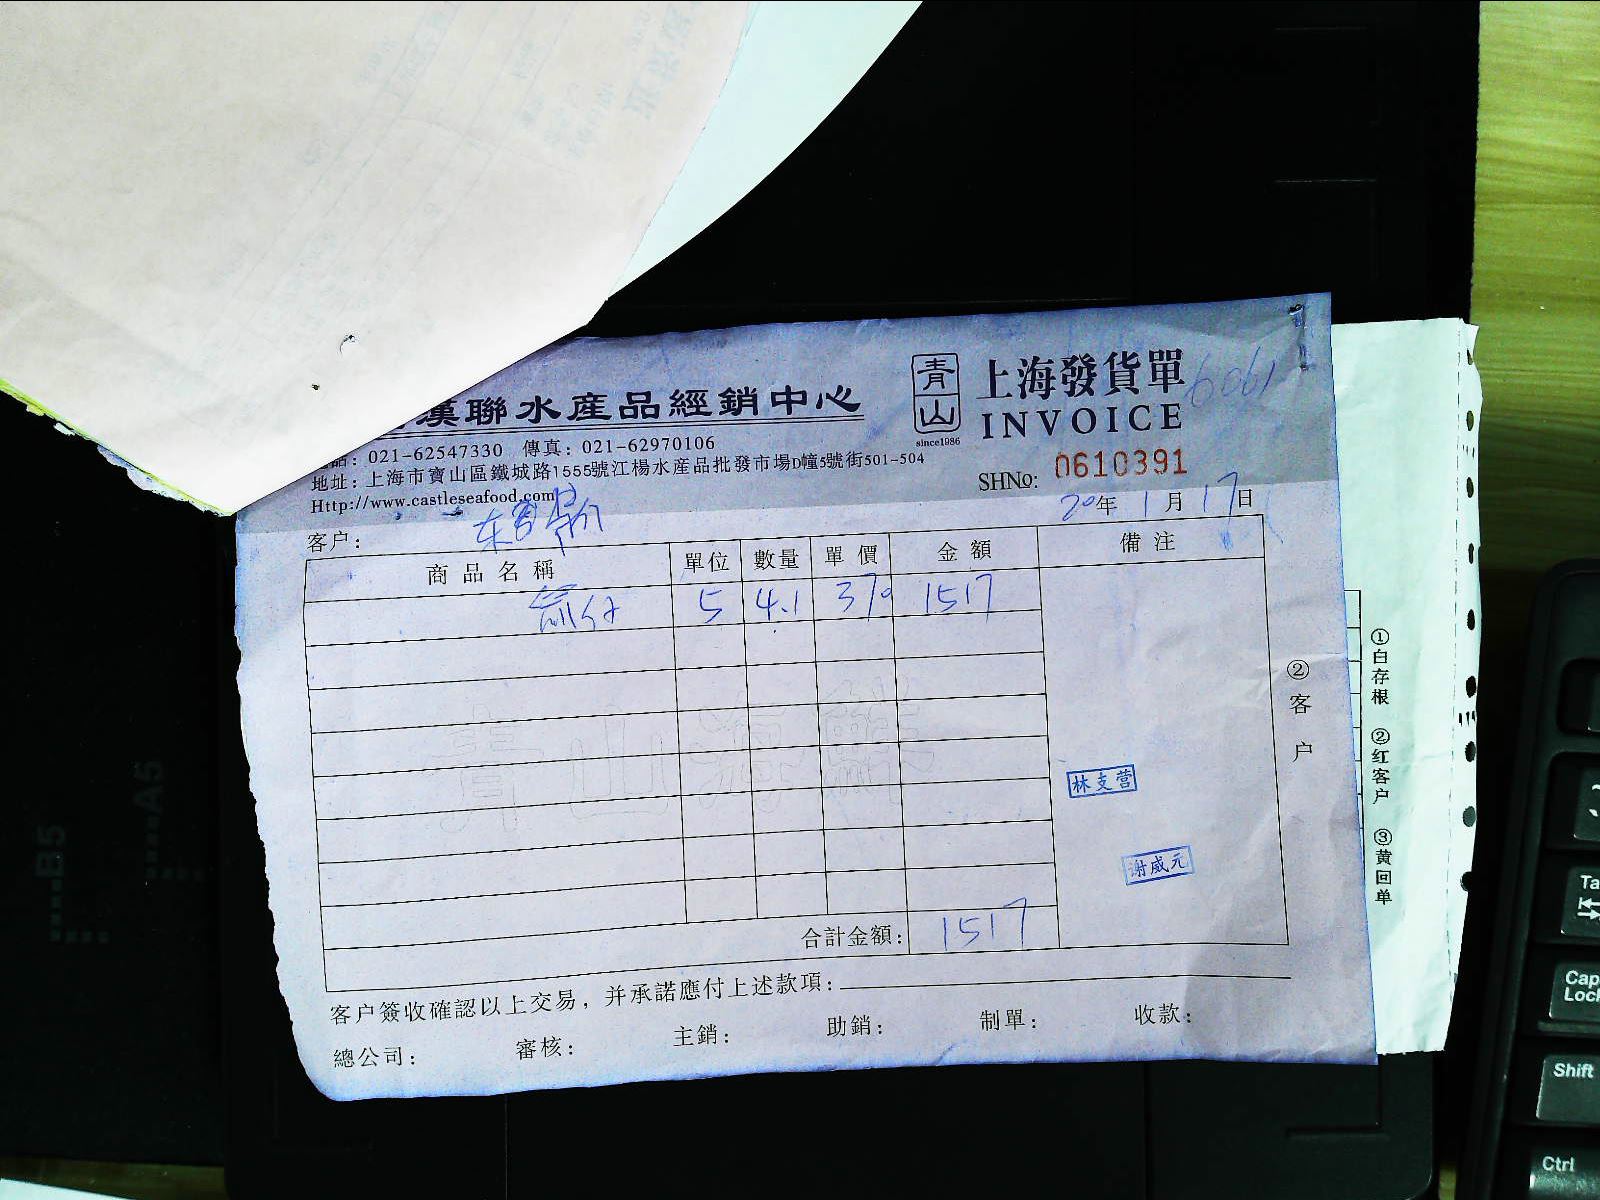 漢聯水產品經銷中心
青山
since1986
上海發貨單
6061
INVOICE
SHNo: 0610391
話: 021-62547330 傳真: 021-62970106
地址: 上海市寶山區鐵城路1555號江楊水產品批發市場D幢5號街501-504
Http://www.castleseafood.com
20年 1月 17日
客户:
商品名稱 單位 數量 單價 金額 備注
5 4.1 370 1517
青山海鮮
林支营
谢威元
合計金額: 1517
②客户
客户簽收確認以上交易，并承諾應付上述款項:
總公司: 審核: 主銷: 助銷: 制單: 收款:
①白存根 ②红客户 ③黄回单
B5
A5
Caps Lock
Shift
Ctrl